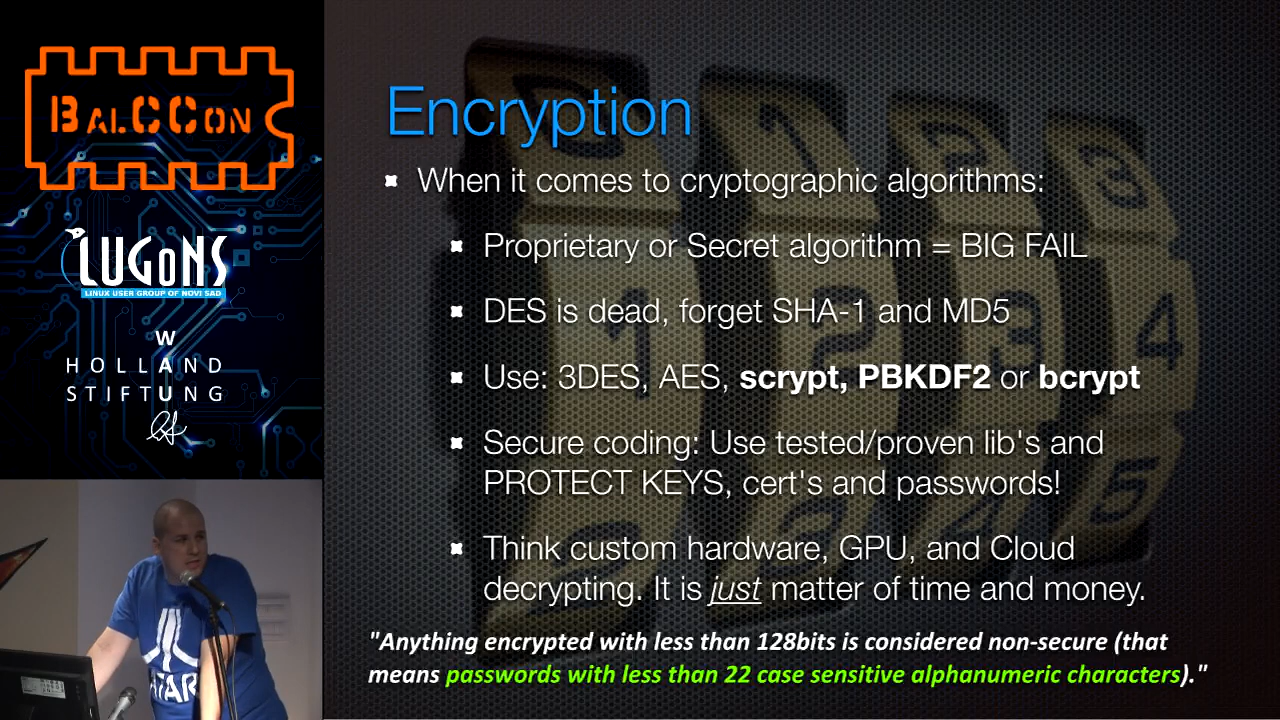 BALCCON
LUGONS
LINUX USER GROUP OF NOVI SAD
W
HOLLAND
STIFTUNG
ATARI
Encryption
When it comes to cryptographic algorithms:
Proprietary or Secret algorithm = BIG FAIL
DES is dead, forget SHA-1 and MD5
Use: 3DES, AES, scrypt, PBKDF2 or bcrypt
Secure coding: Use tested/proven lib's and
PROTECT KEYS, cert's and passwords!
Think custom hardware, GPU, and Cloud
decrypting. It is just matter of time and money.
"Anything encrypted with less than 128bits is considered non-secure (that
means passwords with less than 22 case sensitive alphanumeric characters)."